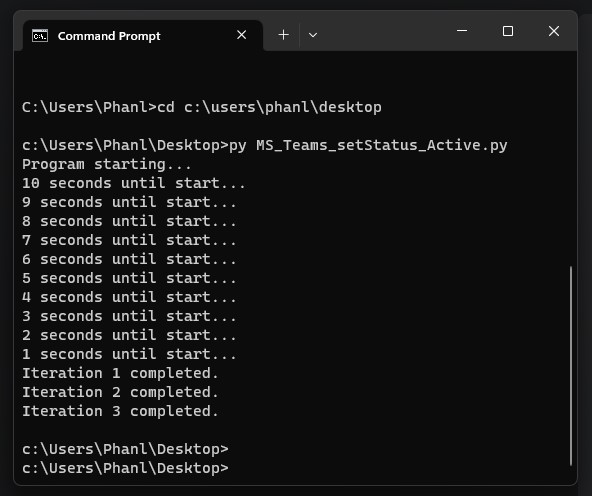 Command Prompt
C:\Users\Phanl>cd c:\users\phanl\desktop
c:\Users\Phanl\Desktop>py MS_Teams_setStatus_Active.py
Program starting...
10 seconds until start...
9 seconds until start...
8 seconds until start...
7 seconds until start...
6 seconds until start...
5 seconds until start...
4 seconds until start...
3 seconds until start...
2 seconds until start...
1 seconds until start...
Iteration 1 completed.
Iteration 2 completed.
Iteration 3 completed.
c:\Users\Phanl\Desktop>
c:\Users\Phanl\Desktop>